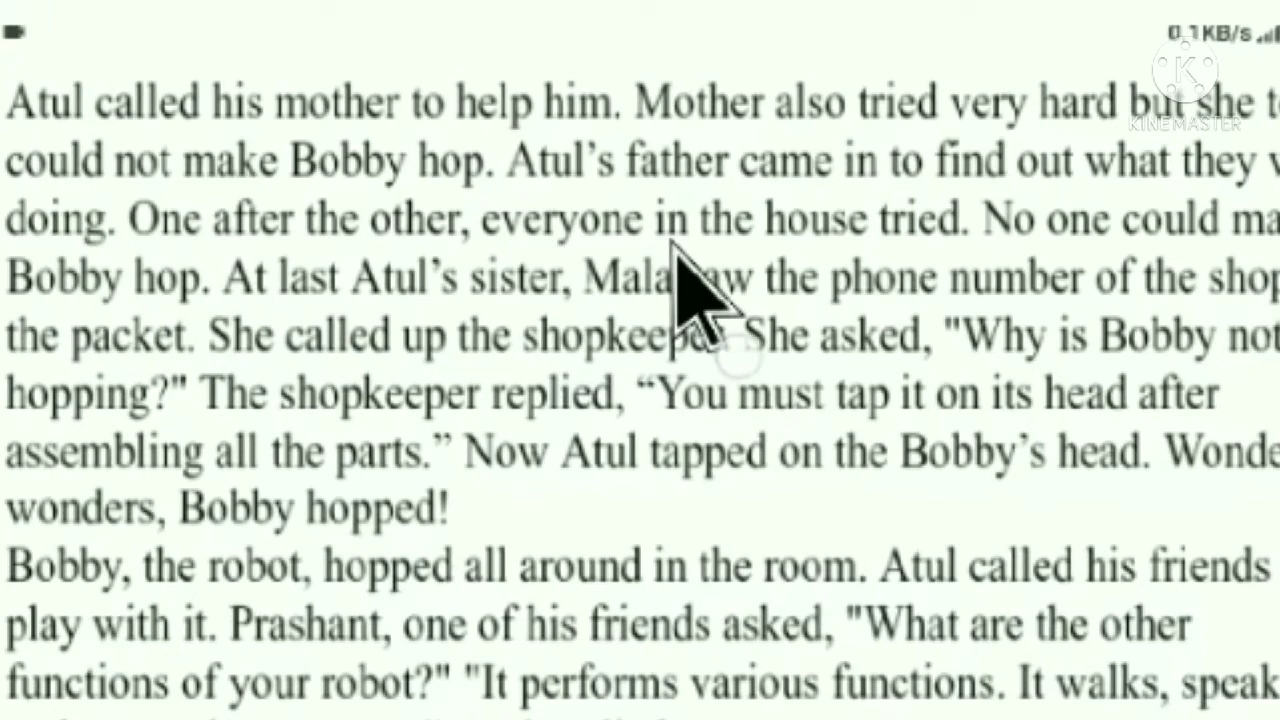 0.1KB/s
KINEMASTER
Atul called his mother to help him. Mother also tried very hard but she
could not make Bobby hop. Atul’s father came in to find out what they
doing. One after the other, everyone in the house tried. No one could
Bobby hop. At last Atul’s sister, Mala saw the phone number of the
the packet. She called up the shopkeeper. She asked, "Why is Bobby not
hopping?" The shopkeeper replied, “You must tap it on its head after
assembling all the parts.” Now Atul tapped on the Bobby’s head.
wonders, Bobby hopped!
Bobby, the robot, hopped all around in the room. Atul called his friends
play with it. Prashant, one of his friends asked, "What are the other
functions of your robot?" "It performs various functions. It walks, speak